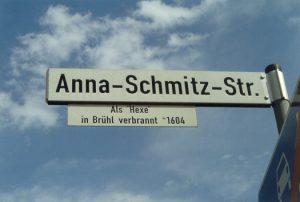 Anna-Schmitz-Str.
Als Hexe
in Brühl verbrannt ~1604